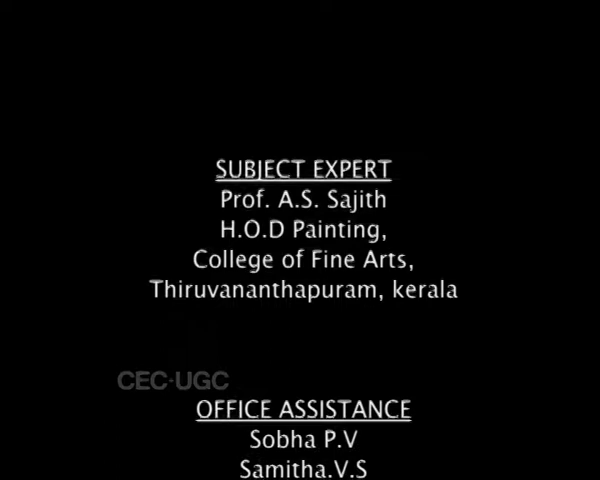 SUBJECT EXPERT
Prof. A.S. Sajith
H.O.D Painting,
College of Fine Arts,
Thiruvananthapuram, kerala
CEC-UGC
OFFICE ASSISTANCE
Sobha P.V
Samitha.V.S